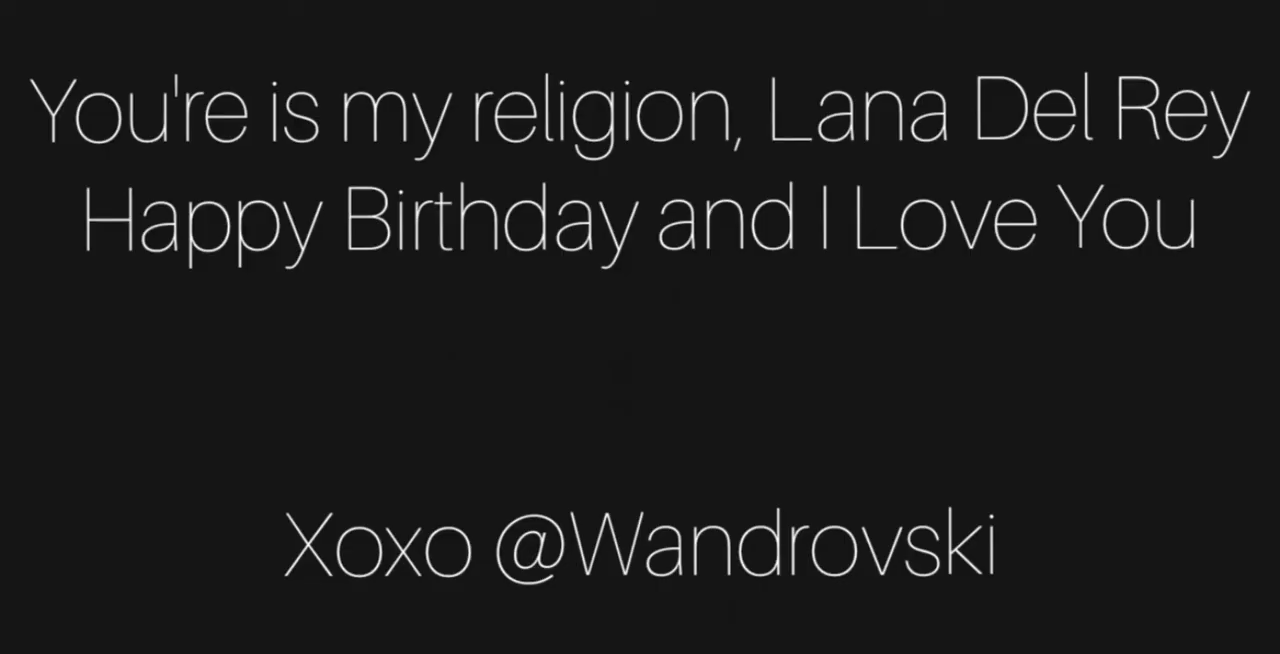 You're is my religion, Lana Del Rey
Happy Birthday and I Love You
Xoxo @Wandrovski